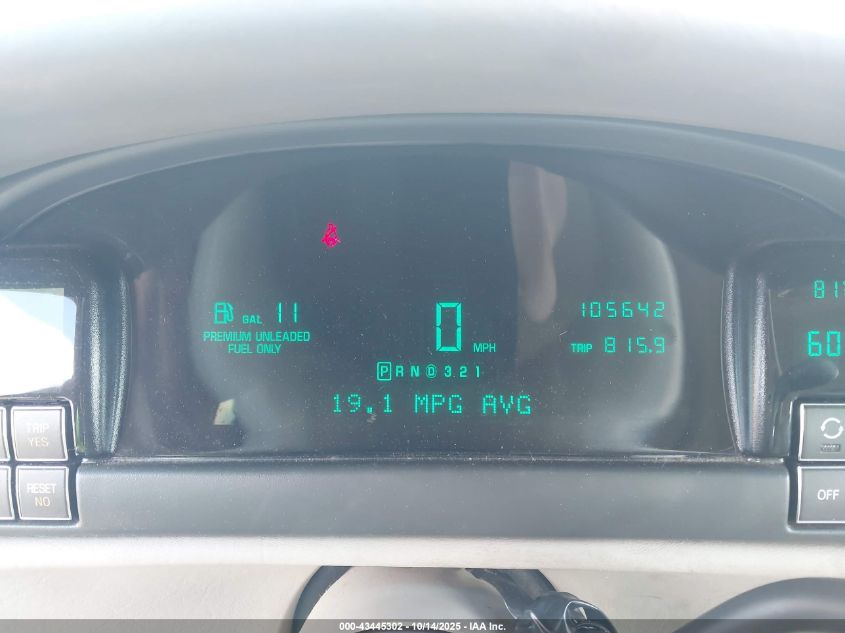 GAL 11
PREMIUM UNLEADED
FUEL ONLY
0 MPH
105642
TRIP 815.9
P R N D 3 2 1
19.1 MPG AVG
TRIP
YES
RESET
NO
60
OFF
000-43445302 - 10/14/2025 - IAA Inc.